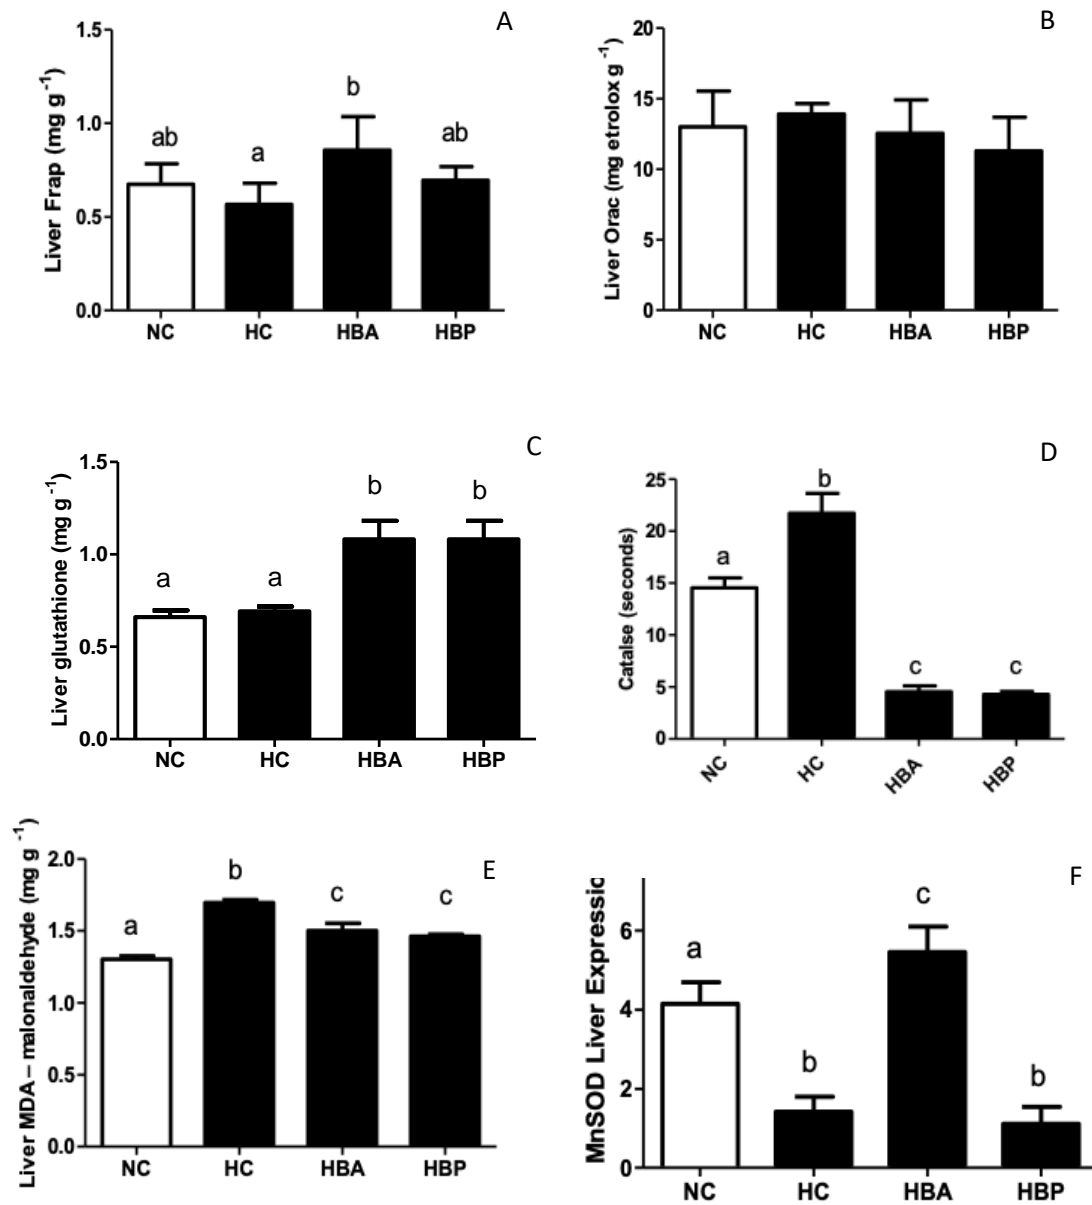 A
Liver Frap (mg g -1)
1.5
1.0
0.5
0.0
ab
a
b
ab
NC HC HBA HBP
B
Liver Orac (mg etrolox g -1)
20
15
10
5
0
NC HC HBA HBP
C
Liver glutathione (mg g -1)
1.5
1.0
0.5
0.0
a
a
b
b
NC HC HBA HBP
D
Catalse (seconds)
25
20
15
10
5
0
a
b
c
c
NC HC HBA HBP
E
Liver MDA – malonaldehyde (mg g -1)
2.0
1.5
1.0
0.5
0.0
a
b
c
c
NC HC HBA HBP
F
MnSOD Liver Expressio
6
4
2
0
a
b
c
b
NC HC HBA HBP